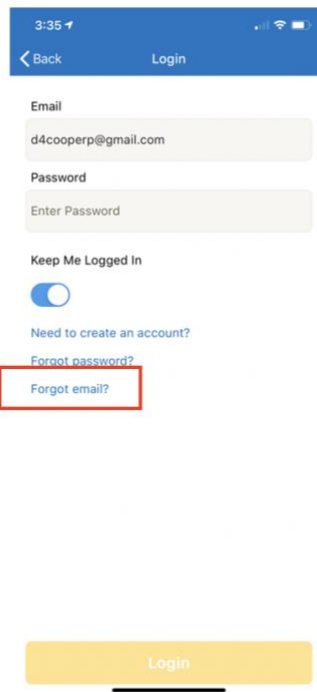 3:35
Back Login
Email
d4cooperp@gmail.com
Password
Enter Password
Keep Me Logged In
Need to create an account?
Forgot password?
Forgot email?
Login